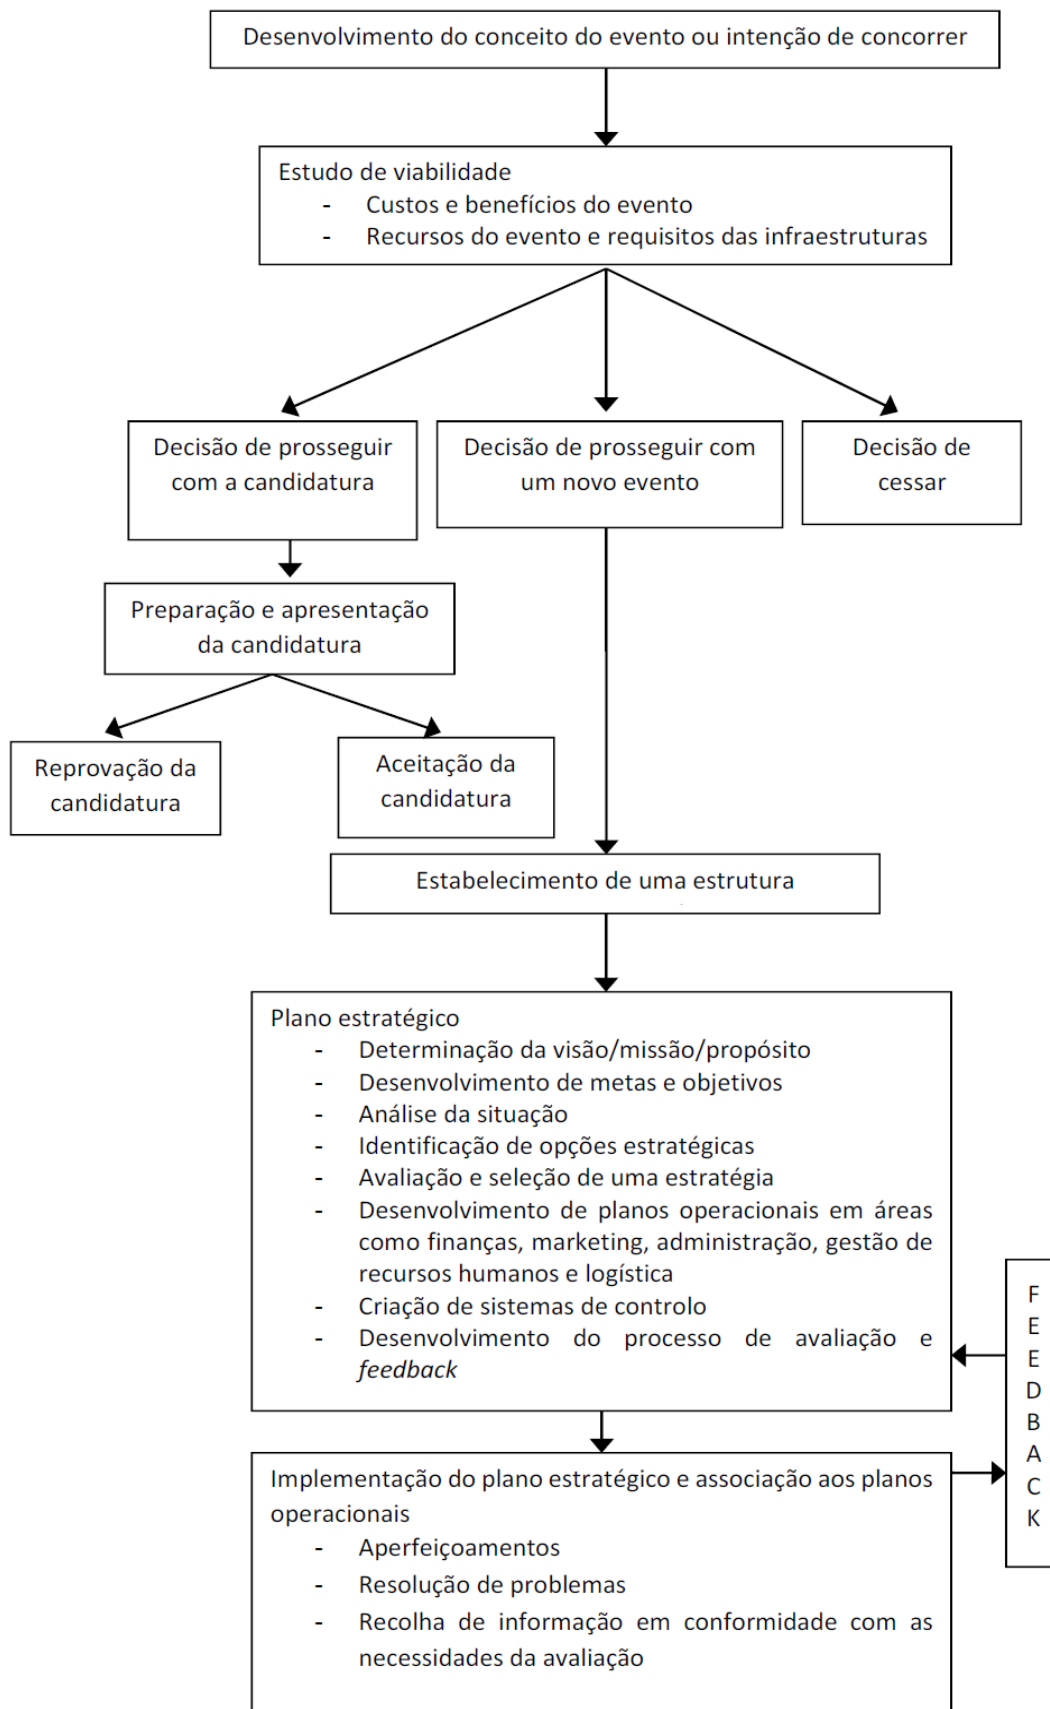 Desenvolvimento do conceito do evento ou intenção de concorrer
Estudo de viabilidade
- Custos e benefícios do evento
- Recursos do evento e requisitos das infraestruturas
Decisão de prosseguir
com a candidatura
Decisão de prosseguir com
um novo evento
Decisão de
cessar
Preparação e apresentação
da candidatura
Reprovação da
candidatura
Aceitação da
candidatura
Estabelecimento de uma estrutura
Plano estratégico
- Determinação da visão/missão/propósito
- Desenvolvimento de metas e objetivos
- Análise da situação
- Identificação de opções estratégicas
- Avaliação e seleção de uma estratégia
- Desenvolvimento de planos operacionais em áreas
como finanças, marketing, administração, gestão de
recursos humanos e logística
- Criação de sistemas de controlo
- Desenvolvimento do processo de avaliação e
feedback
Implementação do plano estratégico e associação aos planos
operacionais
- Aperfeiçoamentos
- Resolução de problemas
- Recolha de informação em conformidade com as
necessidades da avaliação
F
E
E
D
B
A
C
K